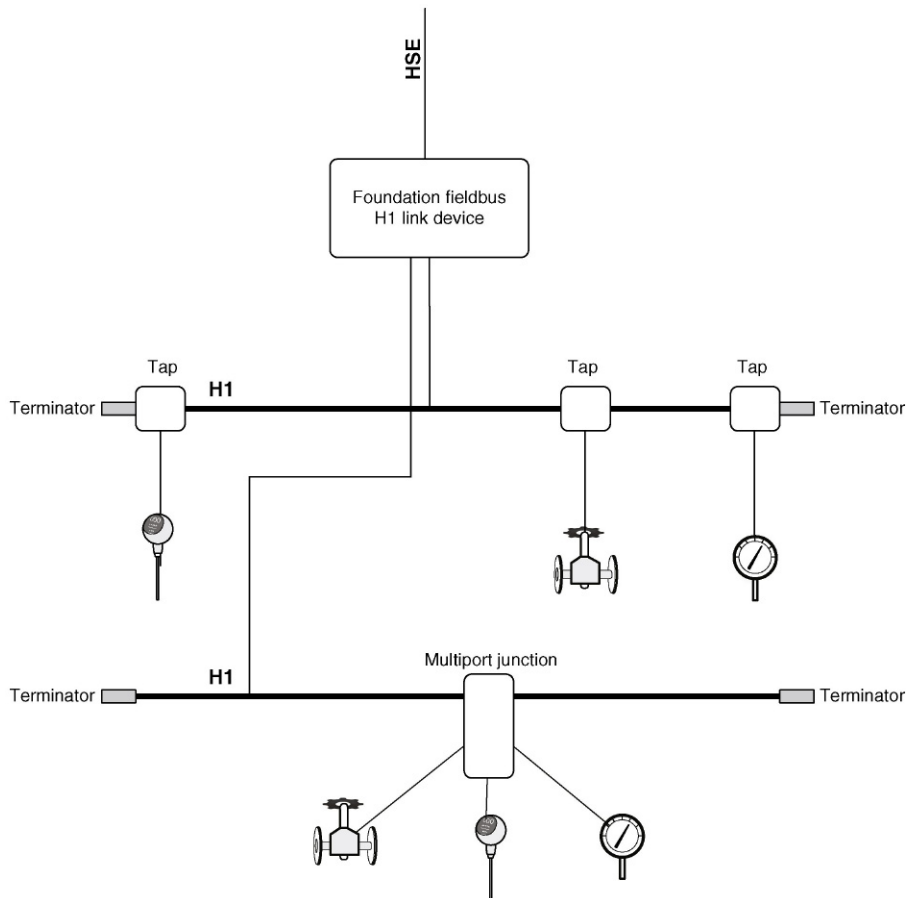 HSE
Foundation fieldbus
H1 link device
Tap
Tap
Tap
H1
Terminator
Terminator
Multiport junction
H1
Terminator
Terminator